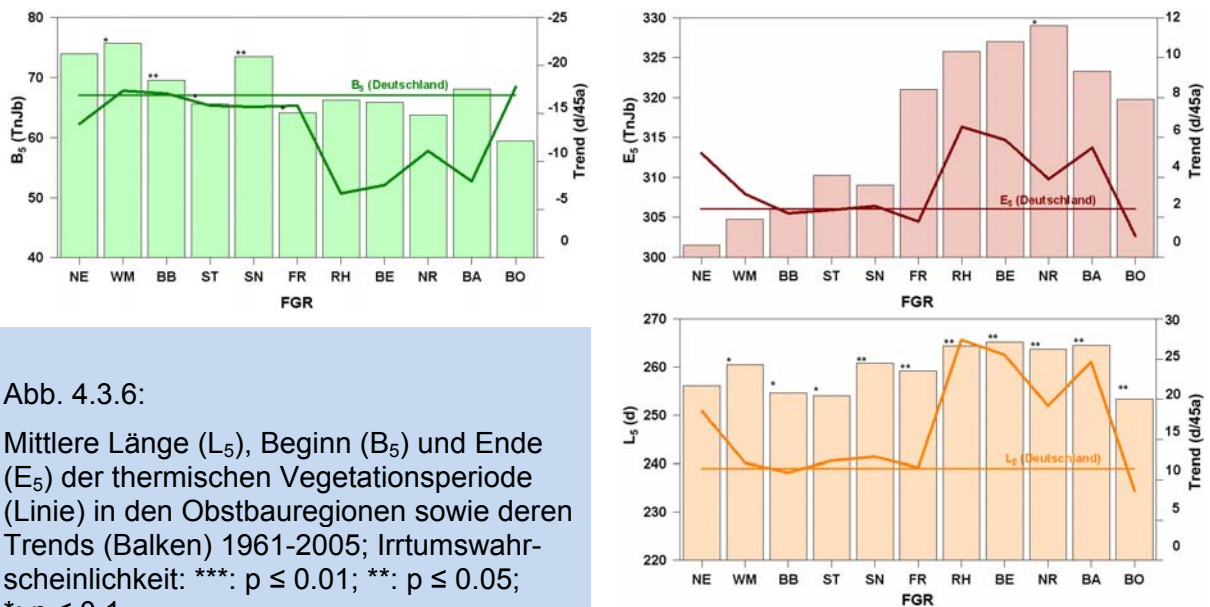 80
70
60
50
40
B₅ (TnJb)
-25
-20
-15
-10
-5
0
Trend (d/45a)
* ** * ** *
B₅ (Deutschland)
NE WM BB ST SN FR RH BE NR BA BO
FGR
330
325
320
315
310
305
300
E₅ (TnJb)
12
10
8
6
4
2
0
Trend (d/45a)
*
E₅ (Deutschland)
NE WM BB ST SN FR RH BE NR BA BO
FGR
270
260
250
240
230
220
L₅ (d)
30
25
20
15
10
5
0
Trend (d/45a)
* * * ** ** ** ** ** ** **
L₅ (Deutschland)
NE WM BB ST SN FR RH BE NR BA BO
FGR
Abb. 4.3.6:
Mittlere Länge (L₅), Beginn (B₅) und Ende
(E₅) der thermischen Vegetationsperiode
(Linie) in den Obstbauregionen sowie deren
Trends (Balken) 1961-2005; Irrtumswahr-
scheinlichkeit: ***: p ≤ 0.01; **: p ≤ 0.05;